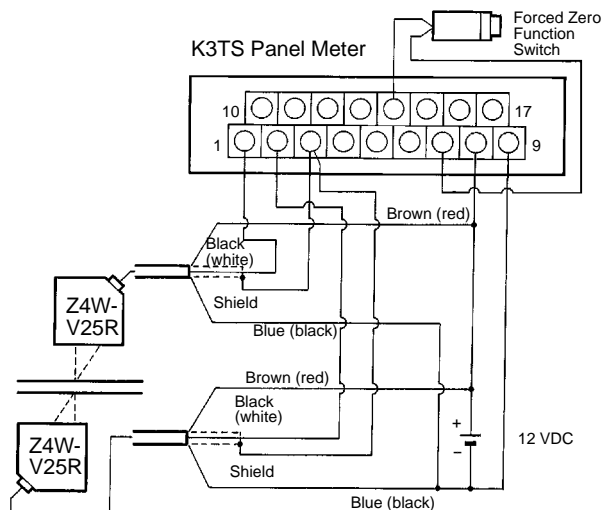 Forced Zero
Function
Switch
K3TS Panel Meter
10
17
1
9
Brown (red)
Black
(white)
Z4W-
V25R
Shield
Blue (black)
Brown (red)
Black
(white)
+
12 VDC
−
Z4W-
V25R
Shield
Blue (black)